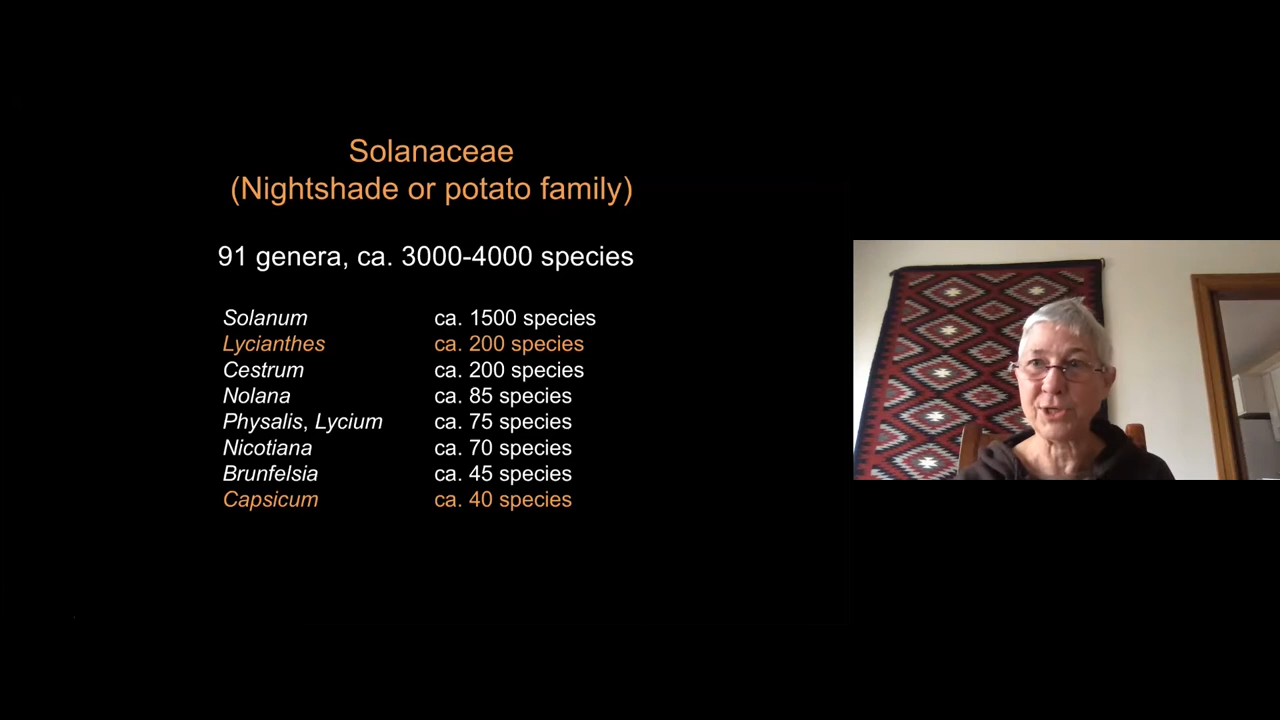 Solanaceae
(Nightshade or potato family)
91 genera, ca. 3000-4000 species
Solanum ca. 1500 species
Lycianthes ca. 200 species
Cestrum ca. 200 species
Nolana ca. 85 species
Physalis, Lycium ca. 75 species
Nicotiana ca. 70 species
Brunfelsia ca. 45 species
Capsicum ca. 40 species